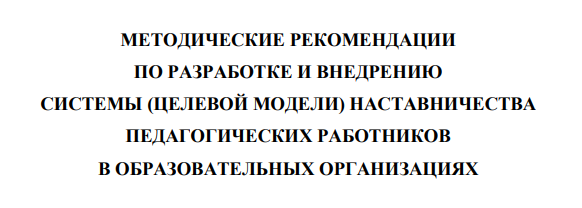 МЕТОДИЧЕСКИЕ РЕКОМЕНДАЦИИ
ПО РАЗРАБОТКЕ И ВНЕДРЕНИЮ
СИСТЕМЫ (ЦЕЛЕВОЙ МОДЕЛИ) НАСТАВНИЧЕСТВА
ПЕДАГОГИЧЕСКИХ РАБОТНИКОВ
В ОБРАЗОВАТЕЛЬНЫХ ОРГАНИЗАЦИЯХ